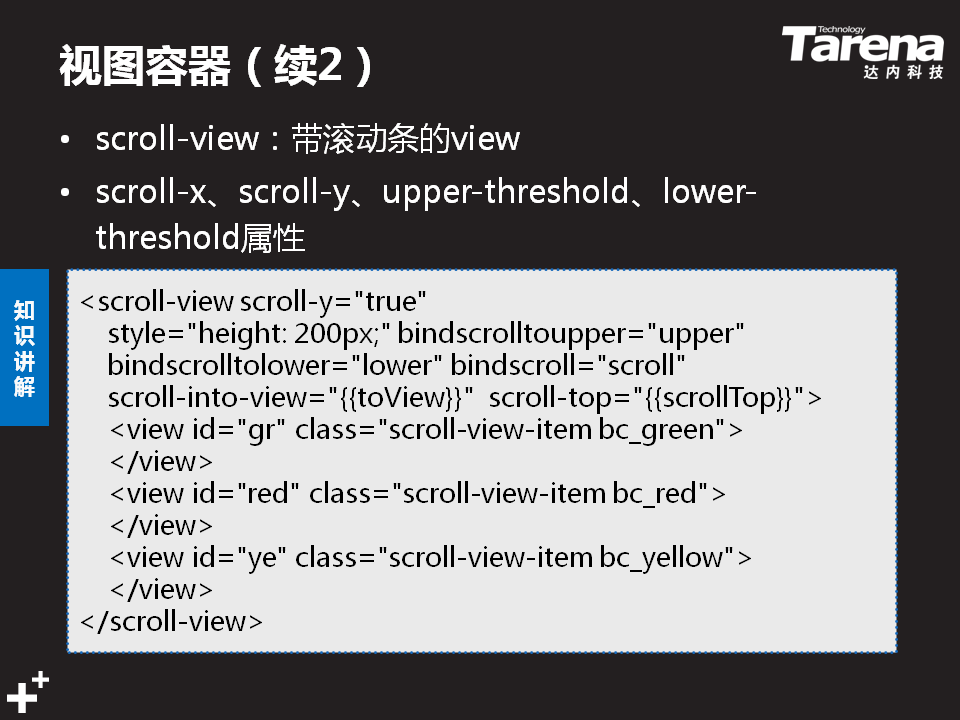 视图容器（续2）
Technology
Tarena
达内科技
• scroll-view：带滚动条的view
• scroll-x、scroll-y、upper-threshold、lower-
threshold属性
知识讲解
<scroll-view scroll-y="true"
style="height: 200px;" bindscrolltoupper="upper"
bindscrolltolower="lower" bindscroll="scroll"
scroll-into-view="{{toView}}" scroll-top="{{scrollTop}}">
<view id="gr" class="scroll-view-item bc_green">
</view>
<view id="red" class="scroll-view-item bc_red">
</view>
<view id="ye" class="scroll-view-item bc_yellow">
</view>
</scroll-view>